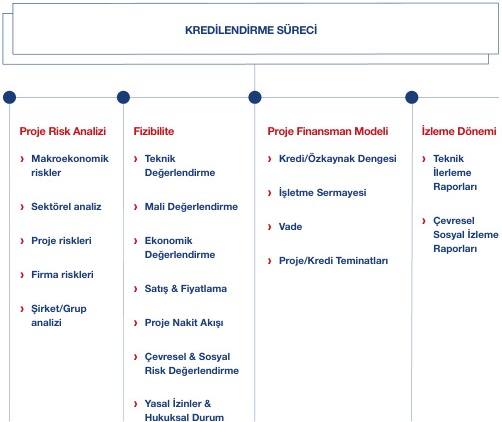 KREDİLENDİRME SÜRECİ
Proje Risk Analizi
› Makroekonomik
riskler
› Sektörel analiz
› Proje riskleri
› Firma riskleri
› Şirket/Grup
analizi
Fizibilite
› Teknik
Değerlendirme
› Mali Değerlendirme
› Ekonomik
Değerlendirme
› Satış & Fiyatlama
› Proje Nakit Akışı
› Çevresel & Sosyal
Risk Değerlendirme
› Yasal İzinler &
Hukuksal Durum
Proje Finansman Modeli
› Kredi/Özkaynak Dengesi
› İşletme Sermayesi
› Vade
› Proje/Kredi Teminatları
İzleme Dönemi
› Teknik
İlerleme
Raporları
› Çevresel
Sosyal İzleme
Raporları